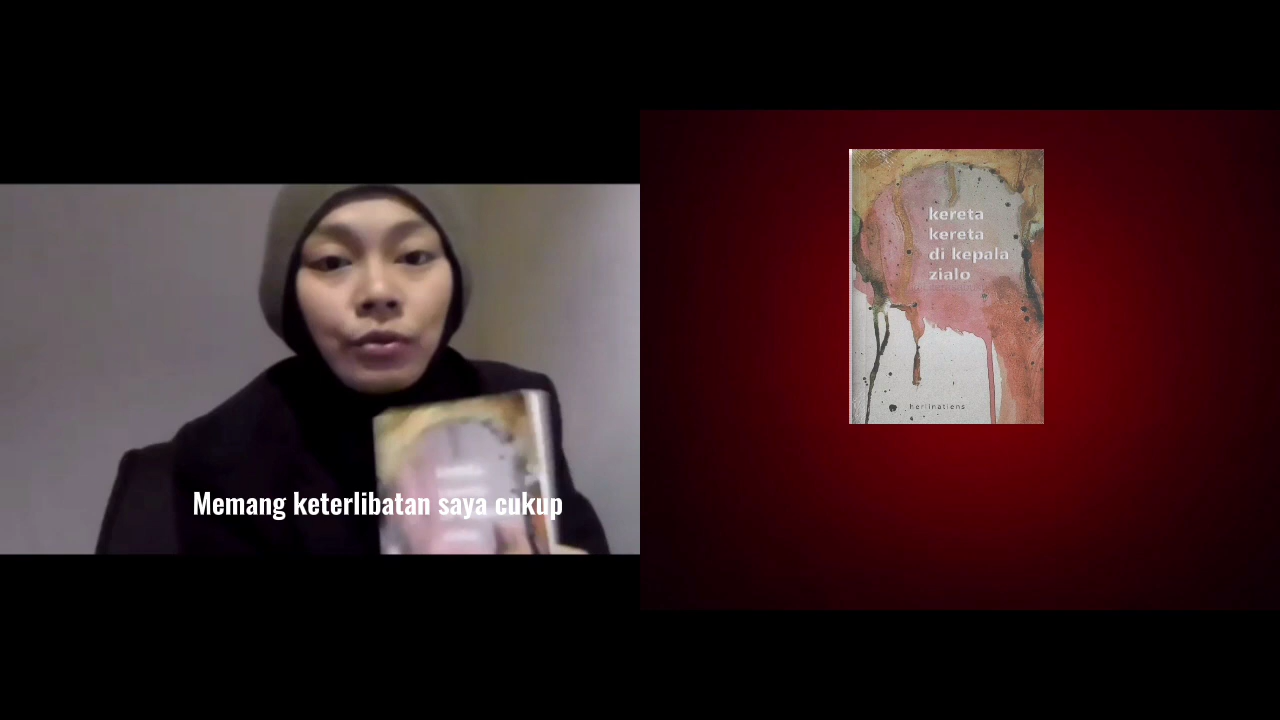 Memang keterlibatan saya cukup
kereta
kereta
di kepala
zialo
herlinatiens